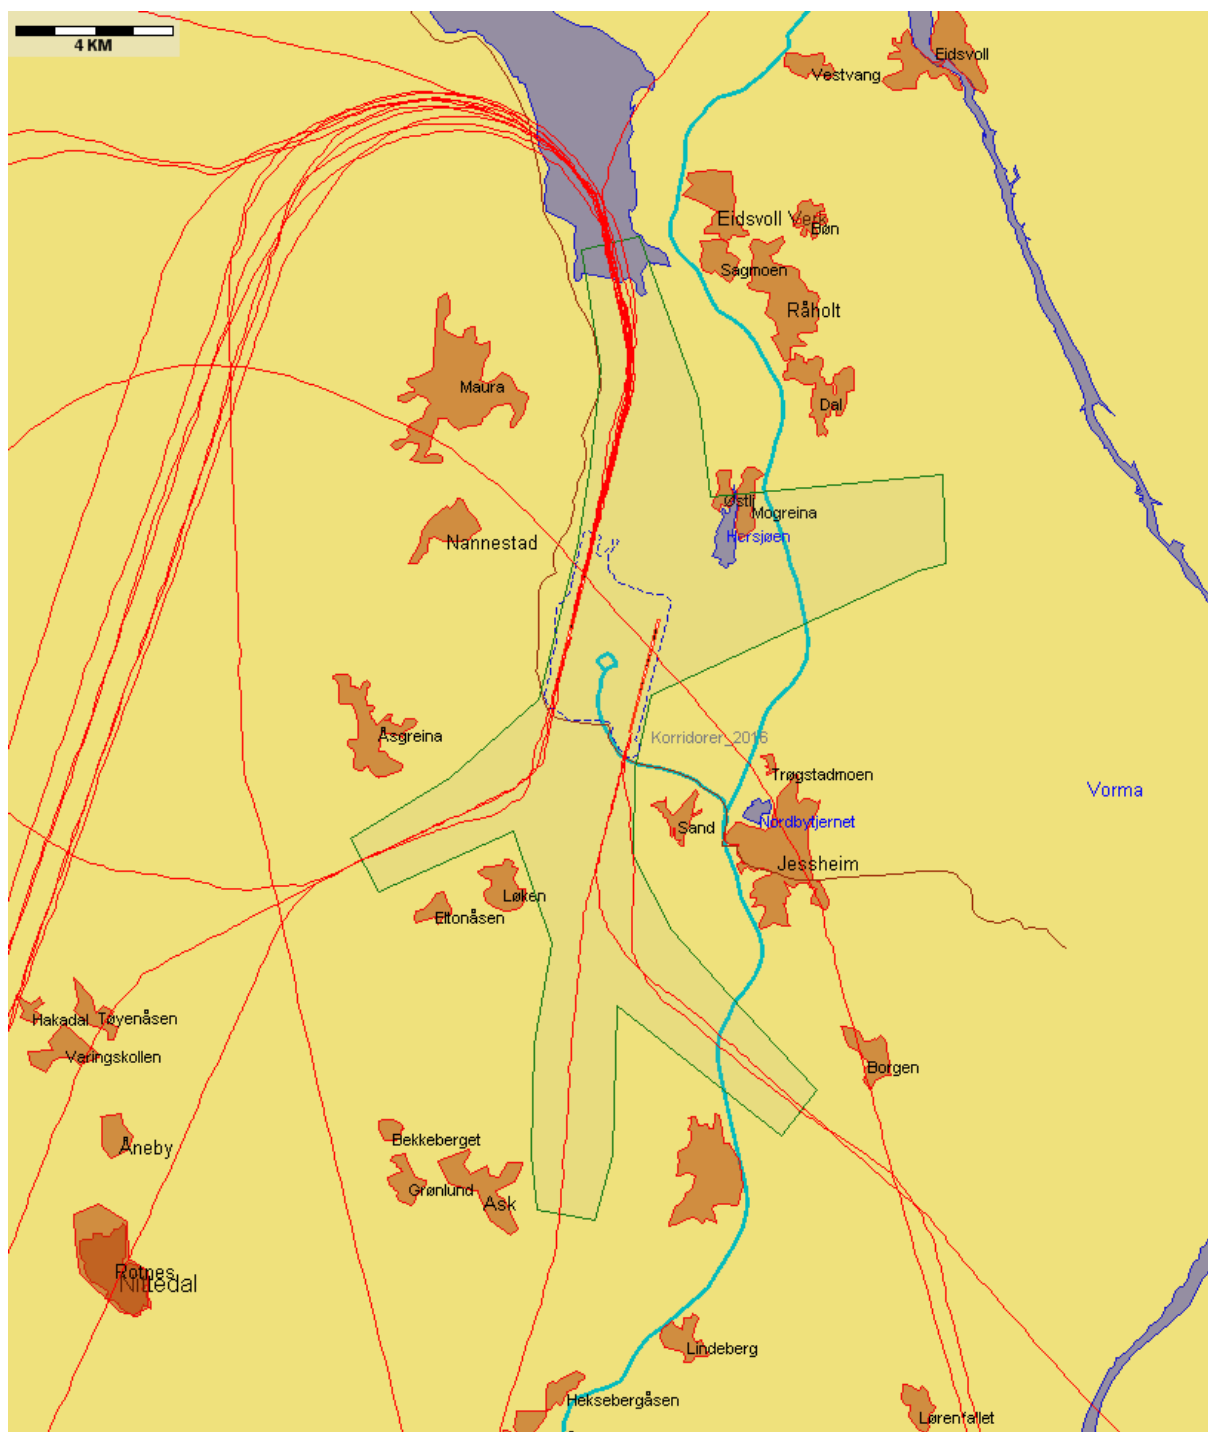 4 KM
Eidsvoll
Vestvang
Eidsvoll Verk
Bøn
Sagmoen
Råholt
Maura
Dal
Østli
Mogreina
Hersjøen
Nannestad
Åsgreina
Korridorer_2016
Trøgstadmoen
Vorma
Nordbytjernet
Sand
Jessheim
Løken
Eltonåsen
Hakadal
Tøyenåsen
Varingskollen
Borgen
Åneby
Bekkeberget
Grønlund
Ask
Rotnes
Nittedal
Lindeberg
Heksebergåsen
Lørenfallet